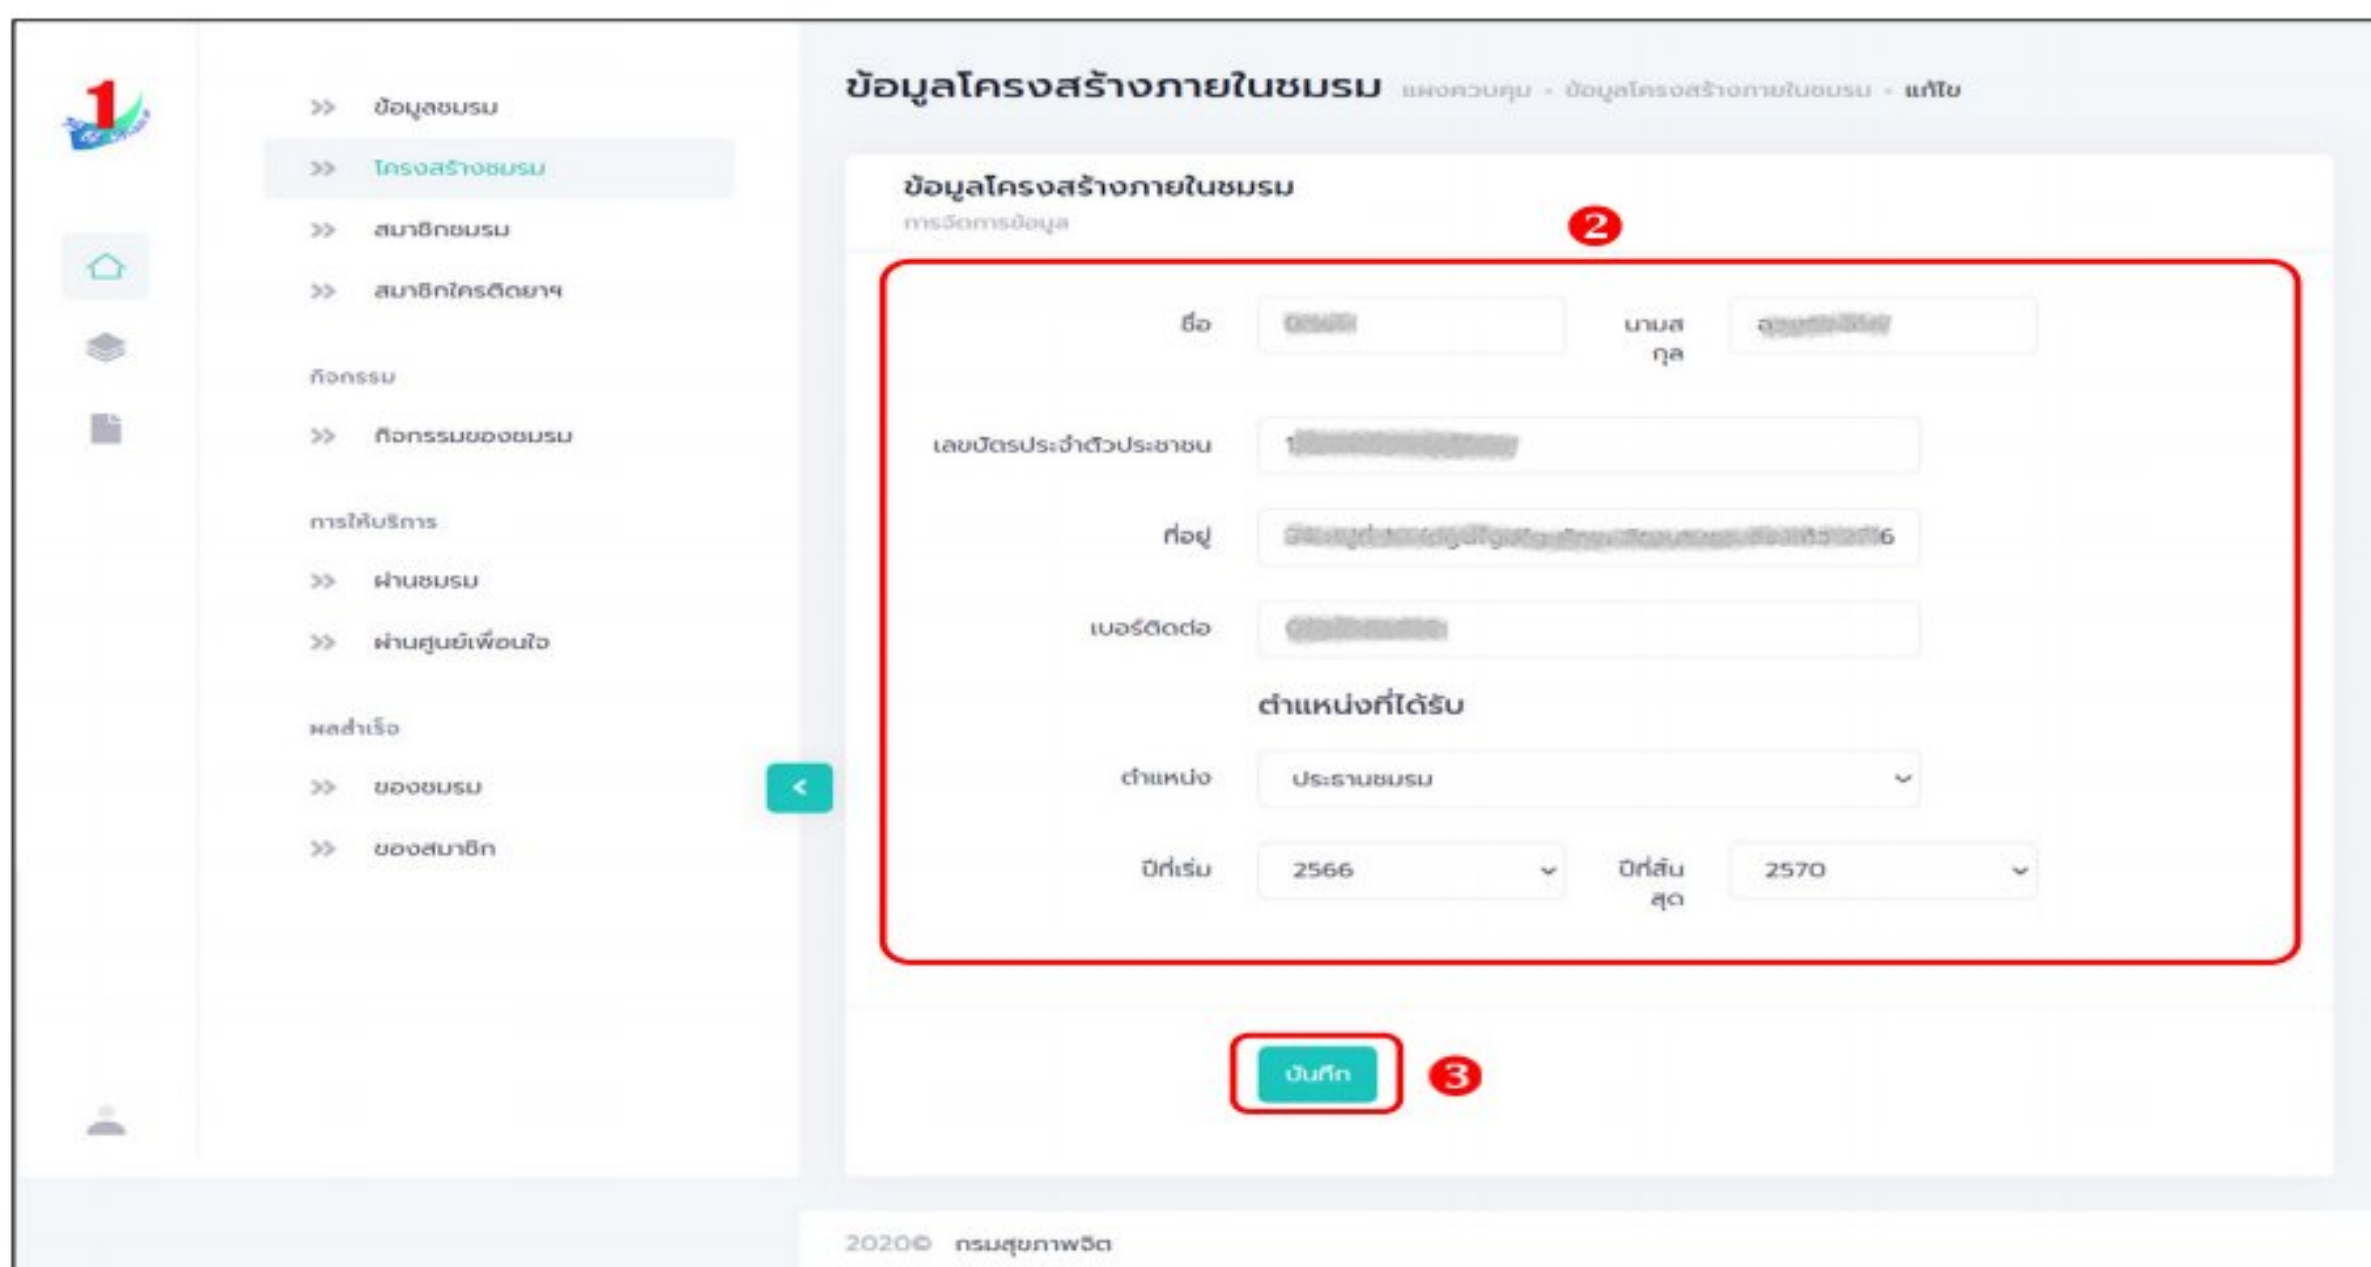 1
>> ข้อมูลชมรม
>> โครงสร้างชมรม
>> สมาชิกชมรม
>> สมาชิกใครติดยาฯ
กิจกรรม
>> กิจกรรมของชมรม
การให้บริการ
>> ผ่านชมรม
>> ผ่านศูนย์เพื่อนใจ
ผลสำเร็จ
>> ของชมรม
>> ของสมาชิก
<
ข้อมูลโครงสร้างภายในชมรม แผงควบคุม - ข้อมูลโครงสร้างภายในชมรม - แก้ไข
ข้อมูลโครงสร้างภายในชมรม
การจัดการข้อมูล
2
ชื่อ นามส
กุล
เลขบัตรประจำตัวประชาชน 1
ที่อยู่ 6
เบอร์ติดต่อ
ตำแหน่งที่ได้รับ
ตำแหน่ง ประธานชมรม
ปีที่เริ่ม 2566 ปีที่สิ้น 2570
สุด
บันทึก 3
2020© กรมสุขภาพจิต